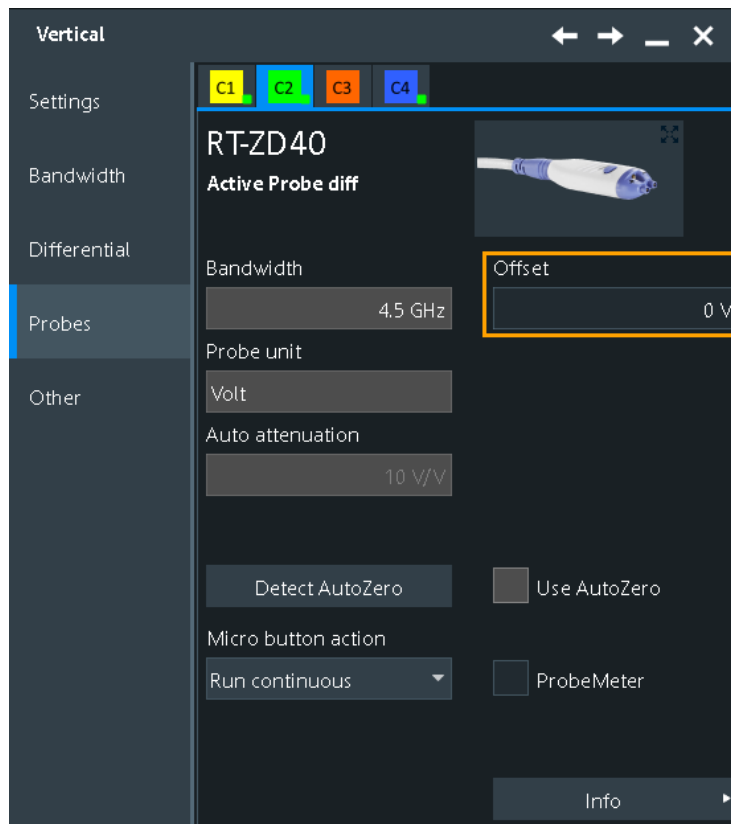 Vertical
Settings
Bandwidth
Differential
Probes
Other
C1 C2 C3 C4
RT-ZD40
Active Probe diff
Bandwidth
4.5 GHz
Offset
0 V
Probe unit
Volt
Auto attenuation
10 V/V
Detect AutoZero
Use AutoZero
Micro button action
Run continuous
ProbeMeter
Info